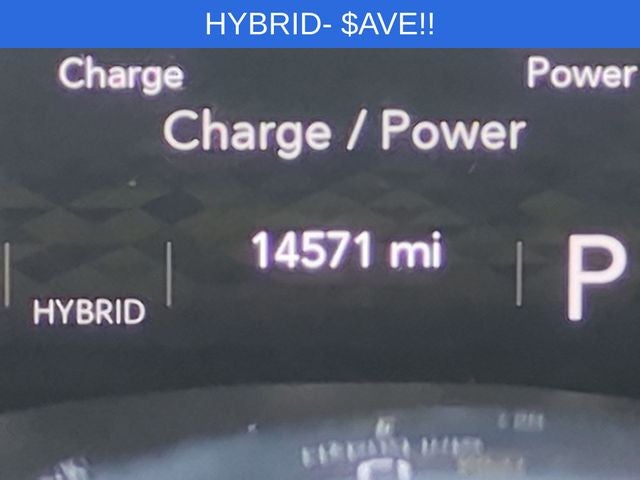 HYBRID- $AVE!!
Charge Power
Charge / Power
14571 mi P
HYBRID